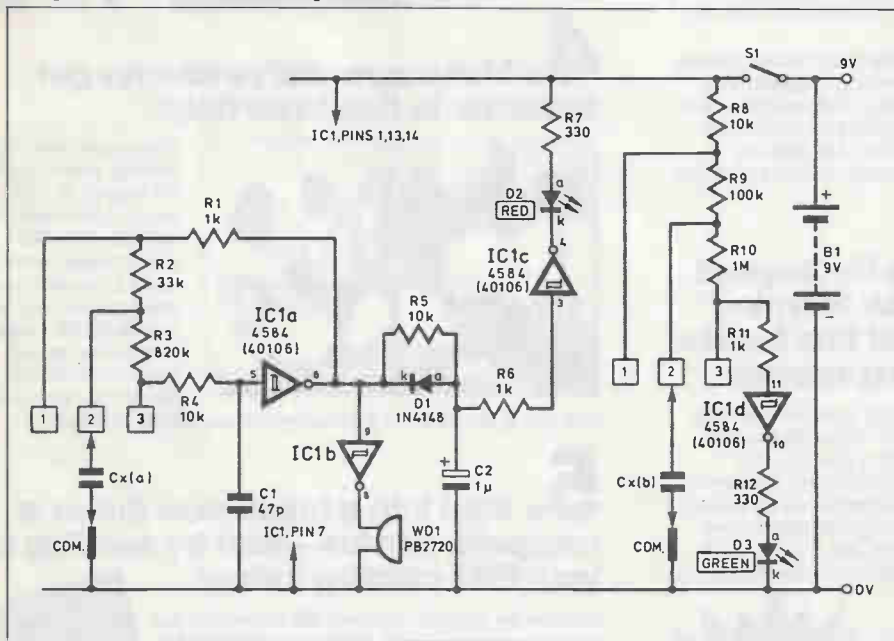 S1
9V
IC1, PINS 1,13,14
R7
330
R8
10k
R1
1k
D2
a
RED
k
R9
100k
R2
33k
IC1c
4584
(40106)
4
3
R10
1M
B1
9V
+
-
R3
820k
IC1a
4584
(40106)
R5
10k
R11
1k
1
2
3
R4
10k
5
6
k
a
D1
1N4148
R6
1k
1
2
3
11
IC1d
4584
(40106)
10
IC1b
9
8
+
C2
1µ
Cx(a)
C1
47p
IC1, PIN 7
WD1
PB2720
Cx(b)
R12
330
COM.
COM.
D3
a
GREEN
k
0V